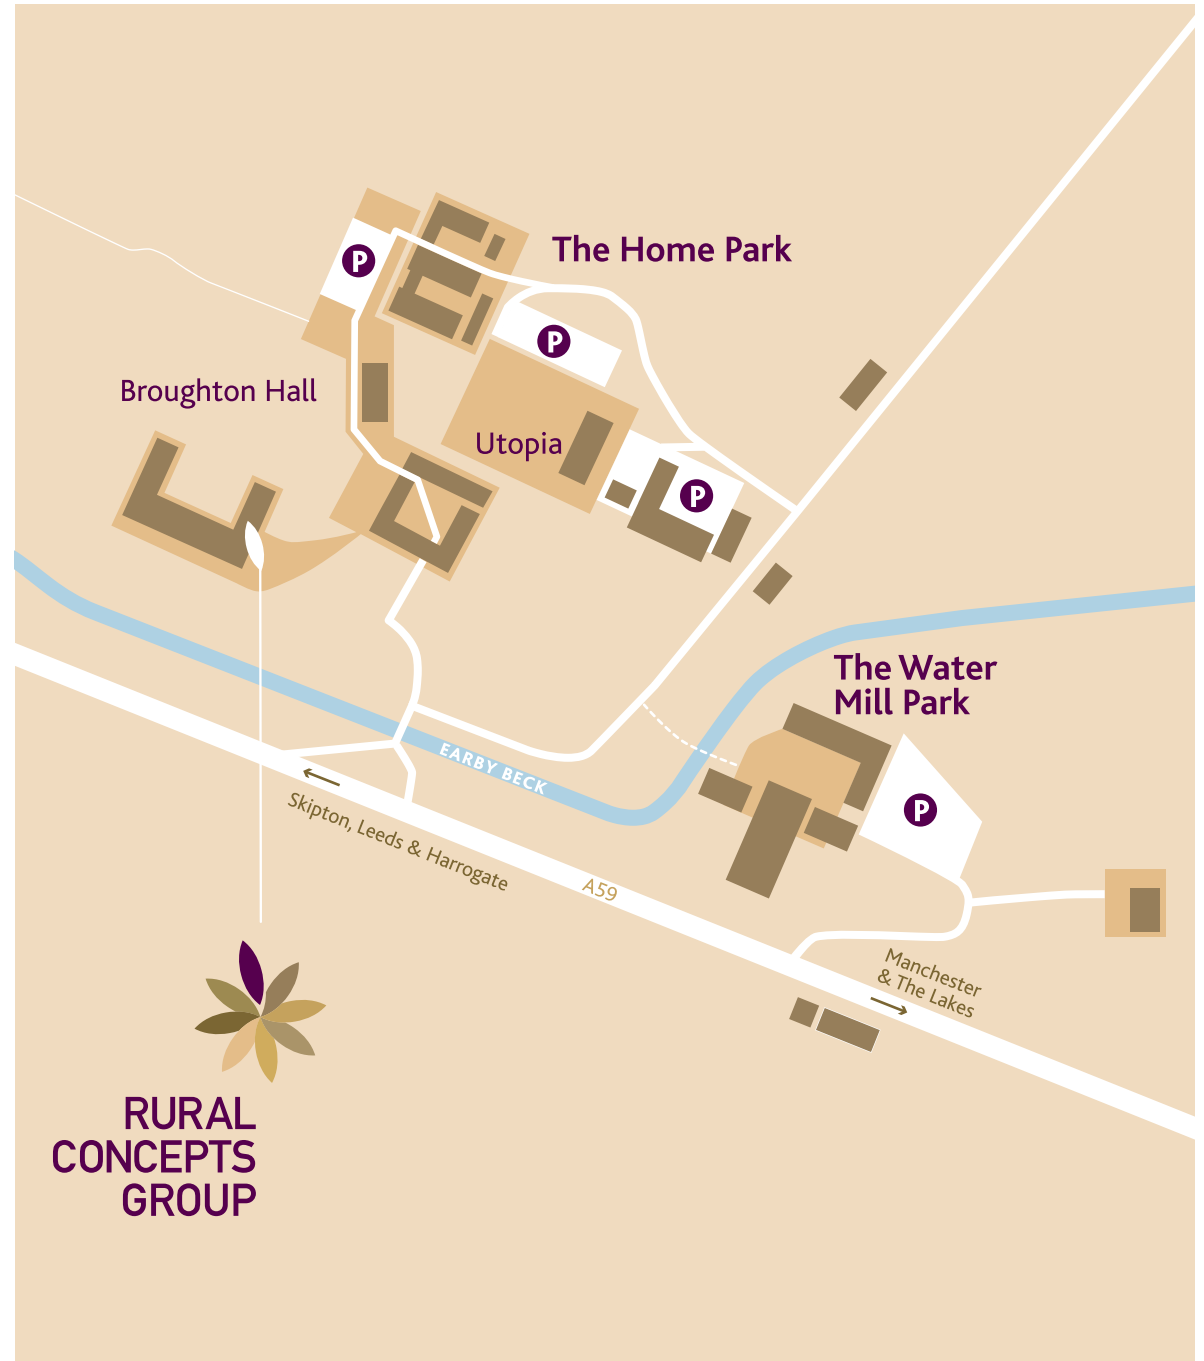 P
The Home Park
P
Broughton Hall
Utopia
P
The Water
Mill Park
EARBY BECK
P
Skipton, Leeds & Harrogate
A59
Manchester
& The Lakes
RURAL
CONCEPTS
GROUP